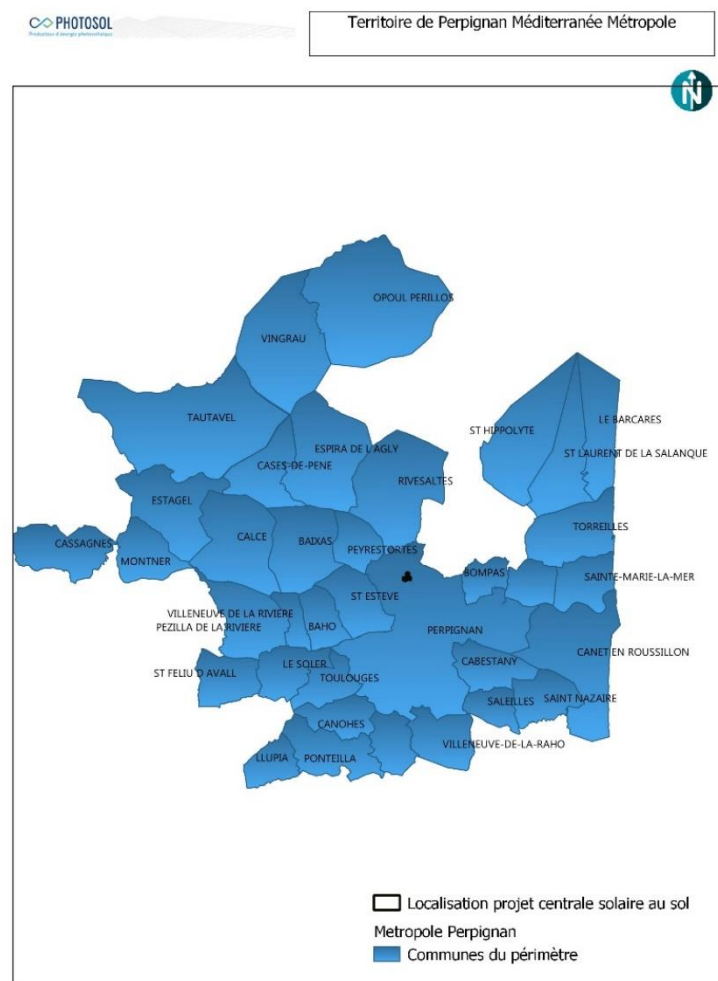 PHOTOSOL
Producteur d'énergie photovoltaïque
Territoire de Perpignan Méditerranée Métropole
N
OPOUL PERILLOS
VINGRAU
TAUTAVEL
LE BARCARES
ST HIPPOLYTE
ESPIRA DE L AGLY
ST LAURENT DE LA SALANQUE
CASES-DE-PENE
RIVESALTES
ESTAGEL
TORREILLES
CASSAGNES
CALCE
BAIXAS
PEYRESTORTES
MONTNER
BOMPAS
SAINTE-MARIE-LA-MER
ST ESTEVE
VILLENEUVE DE LA RIVIERE
PEZILLA DE LA RIVIERE
BAHO
PERPIGNAN
CANET EN ROUSSILLON
CABESTANY
LE SOLER
ST FELIU D AVALL
TOULOUGES
SALEILLES
SAINT NAZAIRE
CANOHES
VILLENEUVE-DE-LA-RAHO
LLUPIA
PONTEILLA
Localisation projet centrale solaire au sol
Metropole Perpignan
Communes du périmètre